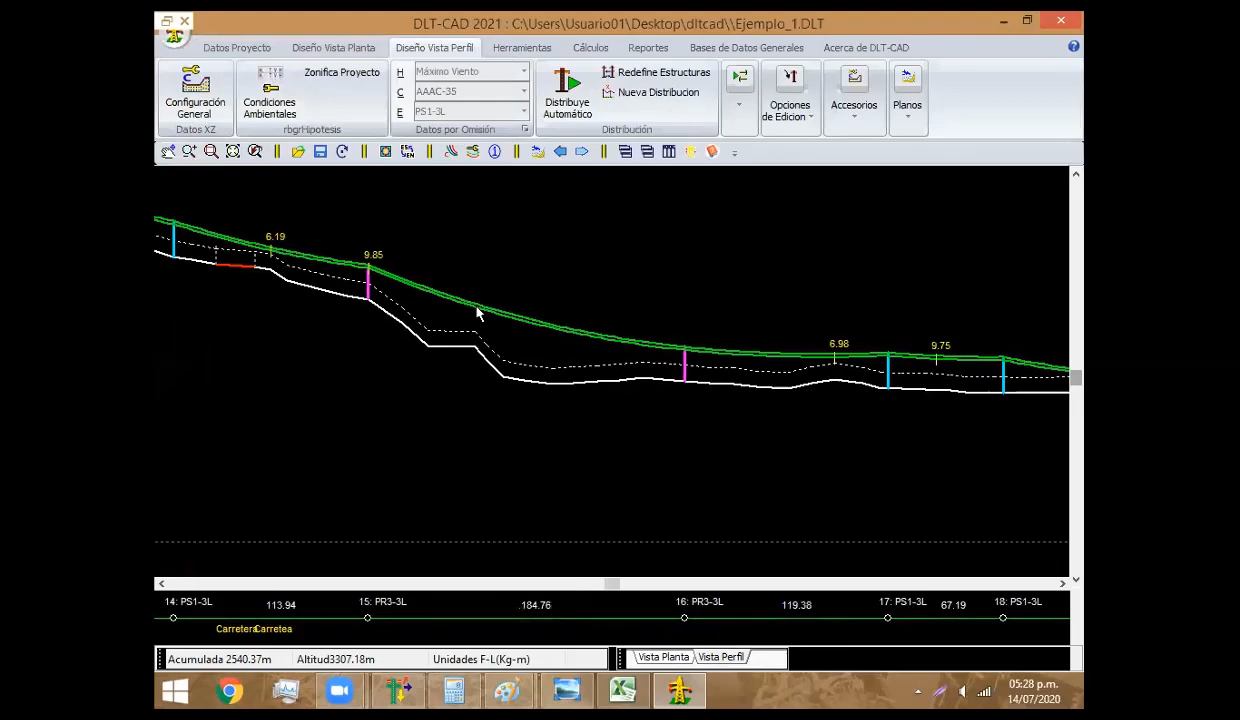 DLT-CAD 2021 : C:\Users\Usuario01\Desktop\dltcad\\Ejemplo_1.DLT
Datos Proyecto Diseño Vista Planta Diseño Vista Perfil Herramientas Cálculos Reportes Bases de Datos Generales Acerca de DLT-CAD
Configuración General
Datos XZ
Zonifica Proyecto
Condiciones Ambientales
rbgrHipotesis
H Máximo Viento
C AAAC-35
E PS1-3L
Datos por Omisión
Distribuye Automático
Redefine Estructuras
Nueva Distribucion
Distribución
Opciones de Edicion
Accesorios
Planos
6.19
9.85
6.98
9.75
14: PS1-3L 113.94 15: PR3-3L .184.76 16: PR3-3L 119.38 17: PS1-3L 67.19 18: PS1-3L
Acumulada 2540.37m Altitud3307.18m Unidades F-L(Kg-m) Vista Planta Vista Perfil
05:28 p.m.
14/07/2020